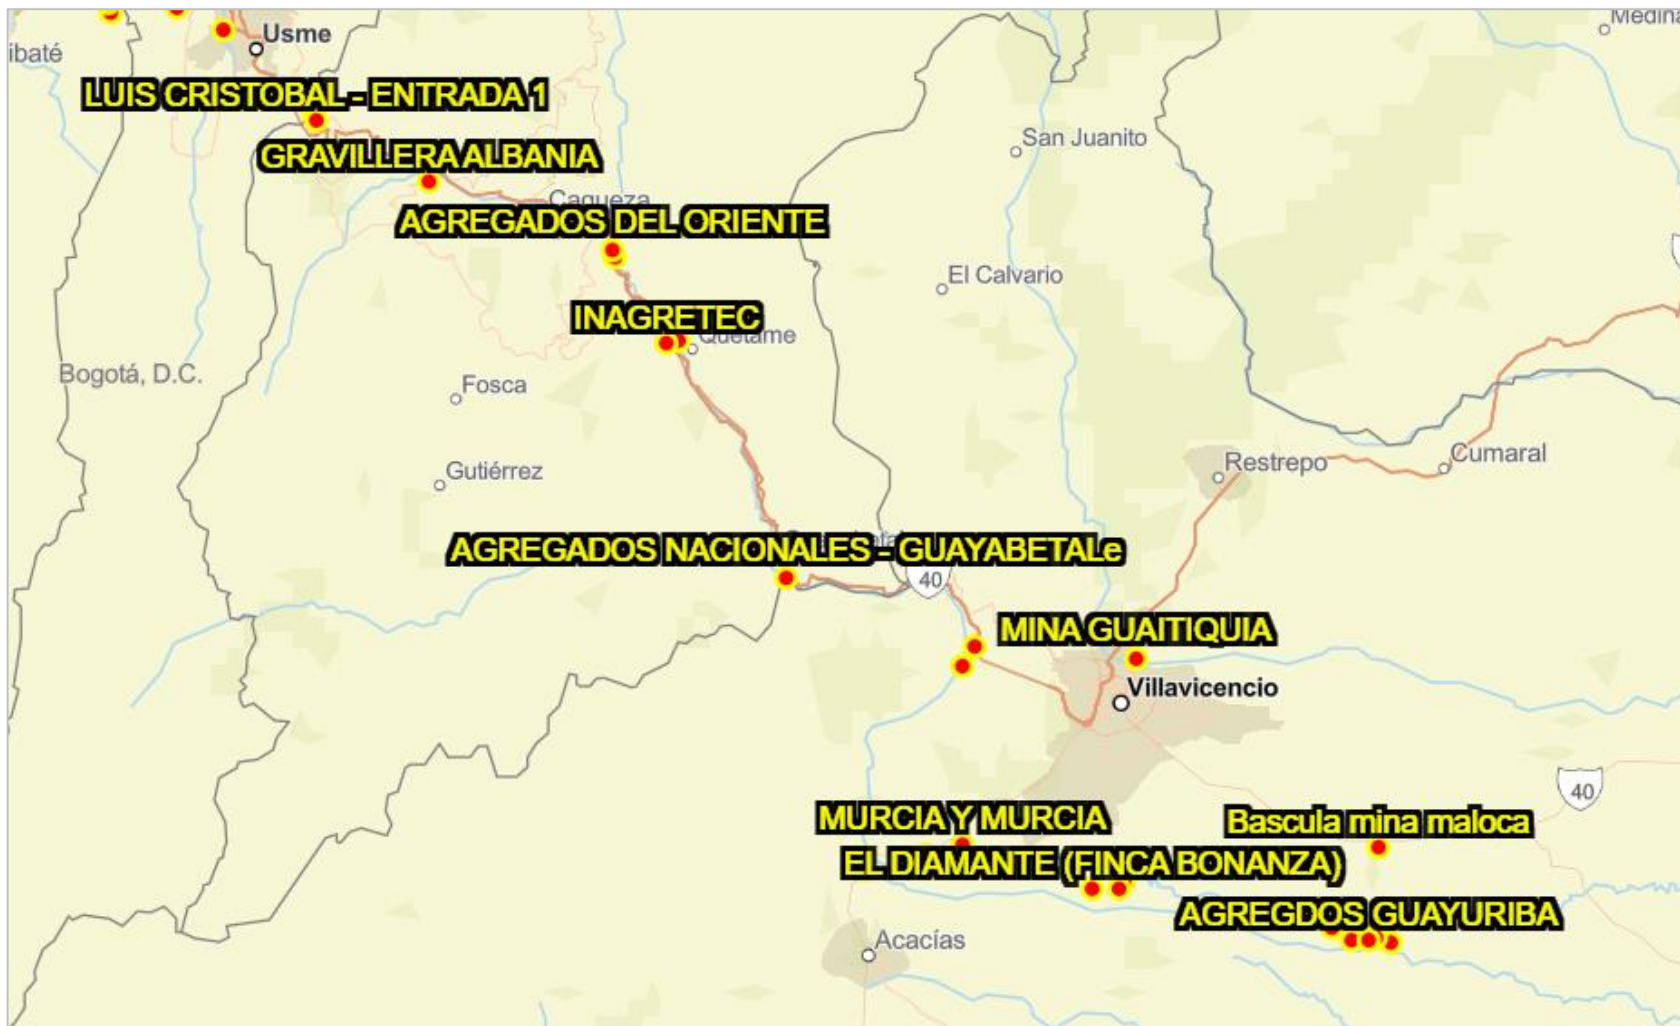 Medina
Usme
ibaté
LUIS CRISTOBAL - ENTRADA 1
San Juanito
GRAVILLERA ALBANIA
Caqueza
AGREGADOS DEL ORIENTE
El Calvario
INAGRETEC
Quetame
Bogotá, D.C.
Fosca
Restrepo
Cumaral
Gutiérrez
AGREGADOS NACIONALES - GUAYABETALe
40
MINA GUAITIQUIA
Villavicencio
40
MURCIA Y MURCIA
Bascula mina maloca
EL DIAMANTE (FINCA BONANZA)
AGREGDOS GUAYURIBA
Acacías